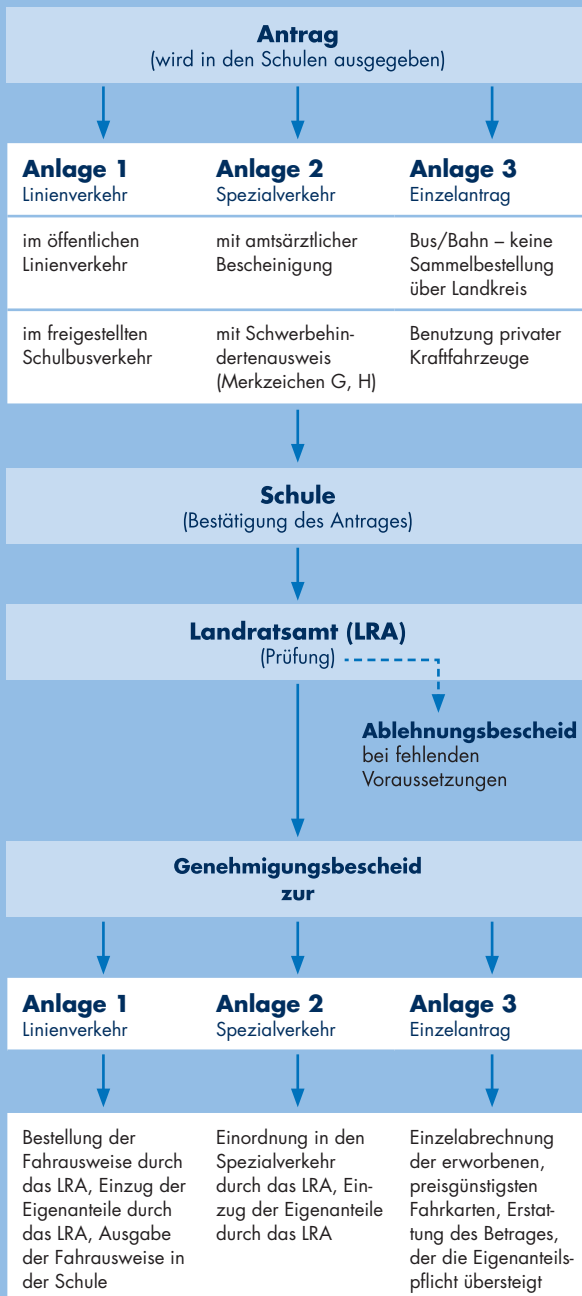 Antrag
(wird in den Schulen ausgegeben)
Anlage 1
Linienverkehr
Anlage 2
Spezialverkehr
Anlage 3
Einzelantrag
im öffentlichen
Linienverkehr
mit amtsärztlicher
Bescheinigung
Bus/Bahn – keine
Sammelbestellung
über Landkreis
im freigestellten
Schulbusverkehr
mit Schwerbehin-
dertenausweis
(Merkzeichen G, H)
Benutzung privater
Kraftfahrzeuge
Schule
(Bestätigung des Antrages)
Landratsamt (LRA)
(Prüfung)
Ablehnungsbescheid
bei fehlenden
Voraussetzungen
Genehmigungsbescheid
zur
Anlage 1
Linienverkehr
Anlage 2
Spezialverkehr
Anlage 3
Einzelantrag
Bestellung der
Fahrausweise durch
das LRA, Einzug der
Eigenanteile durch
das LRA, Ausgabe
der Fahrausweise in
der Schule
Einordnung in den
Spezialverkehr
durch das LRA, Ein-
zug der Eigenanteile
durch das LRA
Einzelabrechnung
der erworbenen,
preisgünstigsten
Fahrkarten, Erstat-
tung des Betrages,
der die Eigenanteils-
pflicht übersteigt